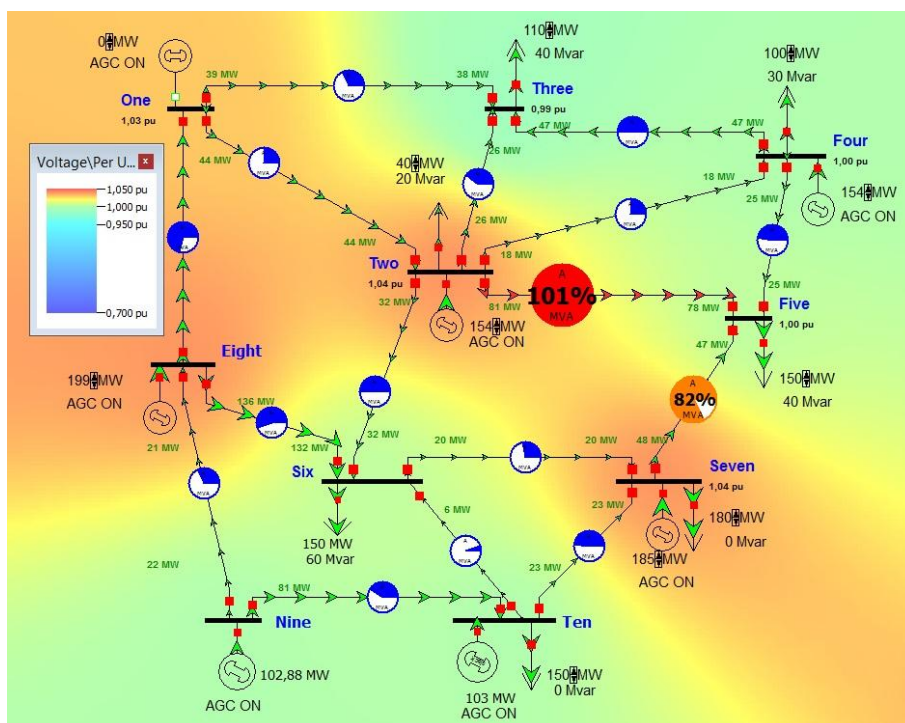 0 MW
AGC ON
One
1,03 pu
39 MW
38 MW
110 MW
40 Mvar
Three
0,99 pu
100 MW
30 Mvar
47 MW
47 MW
Four
1,00 pu
44 MW
40 MW
20 Mvar
26 MW
MVA
18 MW
25 MW
154 MW
AGC ON
Voltage\Per U...
x
1,050 pu
1,000 pu
0,950 pu
0,700 pu
44 MW
26 MW
18 MW
Two
1,04 pu
32 MW
81 MW
A
101%
MVA
78 MW
25 MW
Five
1,00 pu
154 MW
AGC ON
47 MW
Eight
199 MW
AGC ON
136 MW
A
82%
MVA
150 MW
40 Mvar
21 MW
132 MW
32 MW
20 MW
20 MW
48 MW
Six
Seven
1,04 pu
23 MW
6 MW
180 MW
0 Mvar
150 MW
60 Mvar
185 MW
AGC ON
22 MW
23 MW
81 MW
Nine
Ten
102,88 MW
AGC ON
103 MW
AGC ON
150 MW
0 Mvar